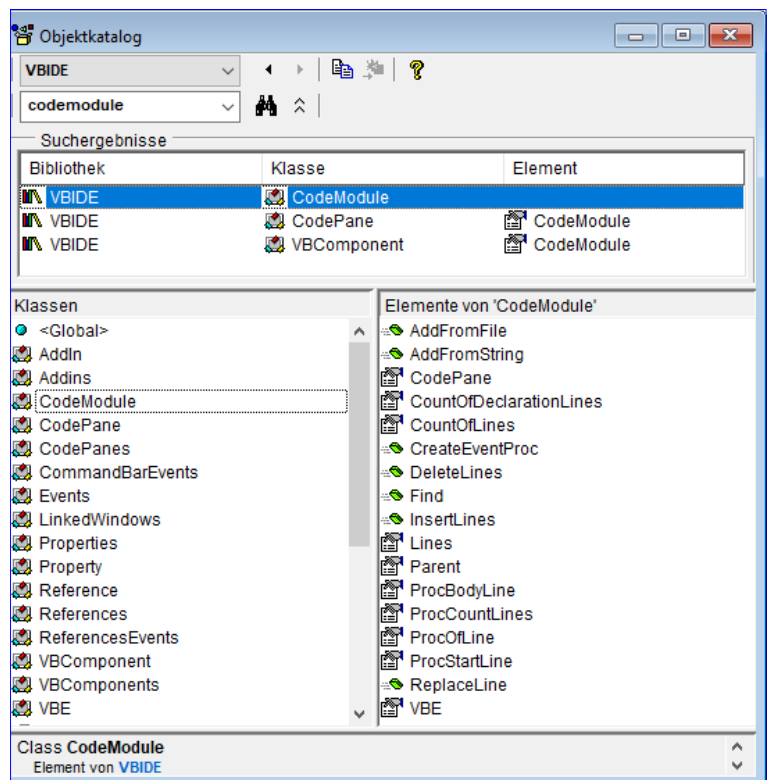 Objektkatalog
VBIDE
codemodule
Suchergebnisse
Bibliothek Klasse Element
VBIDE CodeModule
VBIDE CodePane CodeModule
VBIDE VBComponent CodeModule
Klassen
<Global>
AddIn
Addins
CodeModule
CodePane
CodePanes
CommandBarEvents
Events
LinkedWindows
Properties
Property
Reference
References
ReferencesEvents
VBComponent
VBComponents
VBE
Elemente von 'CodeModule'
AddFromFile
AddFromString
CodePane
CountOfDeclarationLines
CountOfLines
CreateEventProc
DeleteLines
Find
InsertLines
Lines
Parent
ProcBodyLine
ProcCountLines
ProcOfLine
ProcStartLine
ReplaceLine
VBE
Class CodeModule
Element von VBIDE